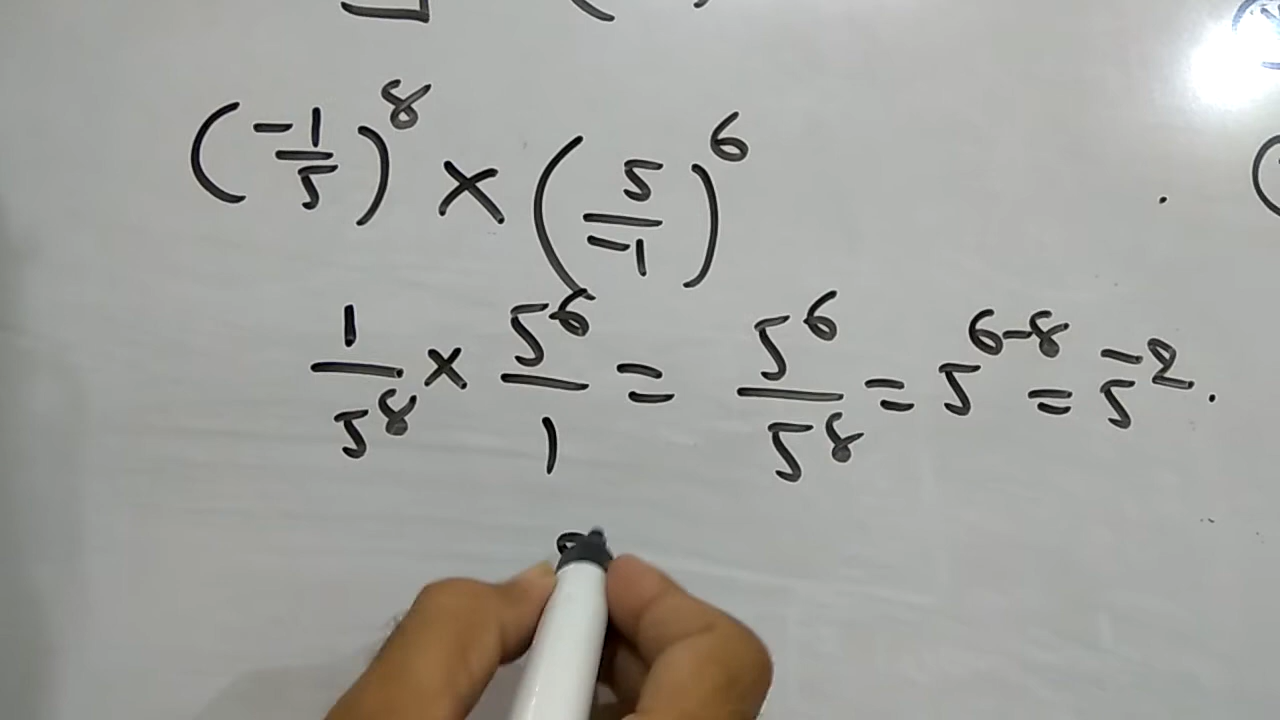 (-1/5)^8 × (5/-1)^6
1/5^8 × 5^6/1 = 5^6/5^8 = 5^6-8 = 5^-2.